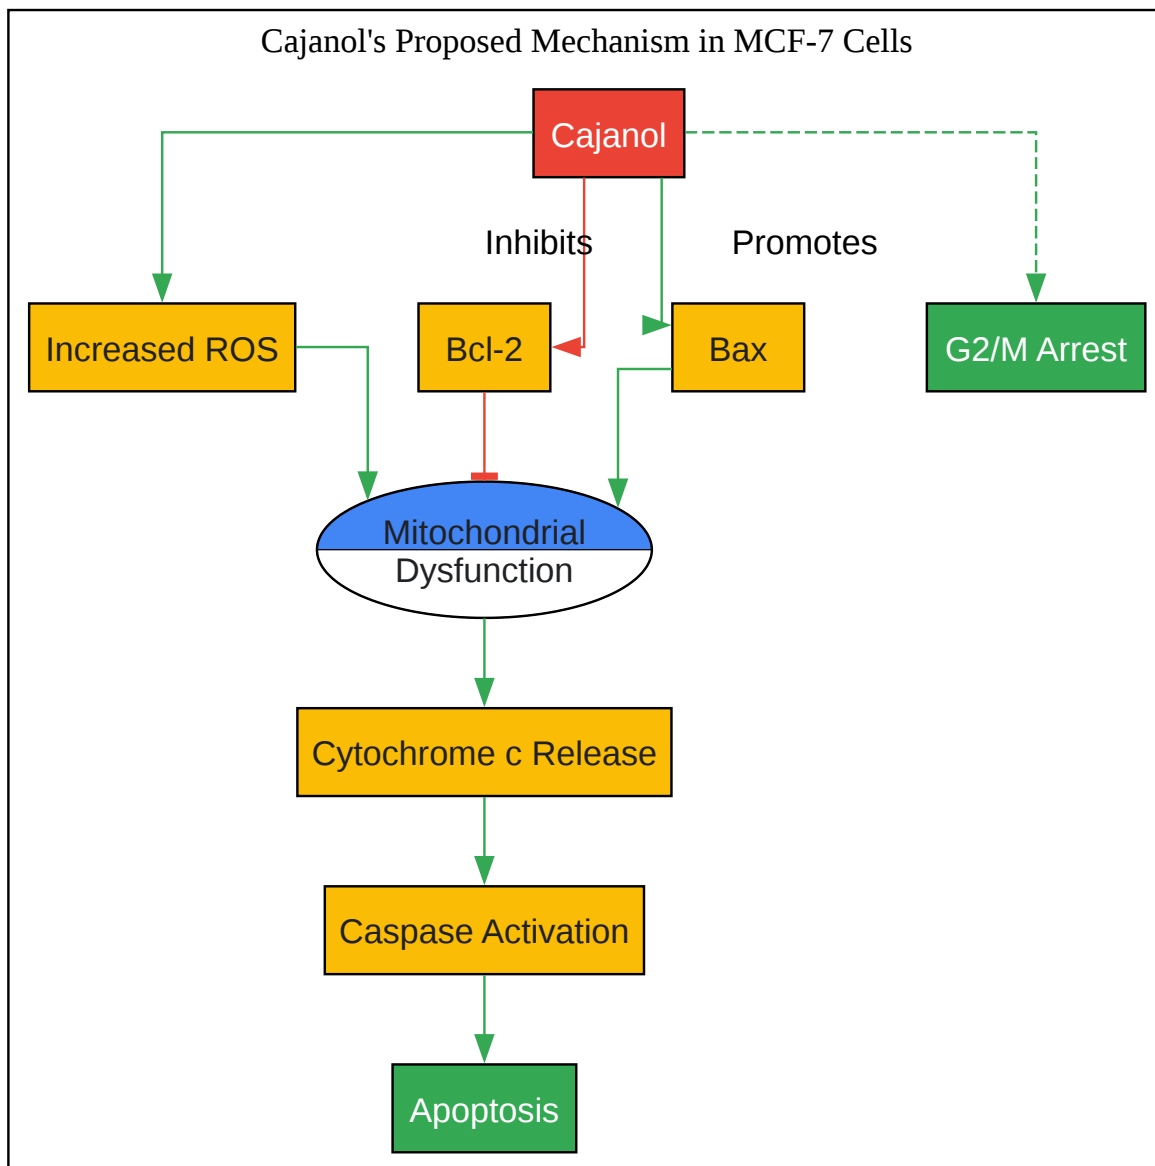 Cajanol's Proposed Mechanism in MCF-7 Cells
Cajanol
Inhibits
Promotes
Increased ROS
Bcl-2
Bax
G2/M Arrest
Mitochondrial
Dysfunction
Cytochrome c Release
Caspase Activation
Apoptosis